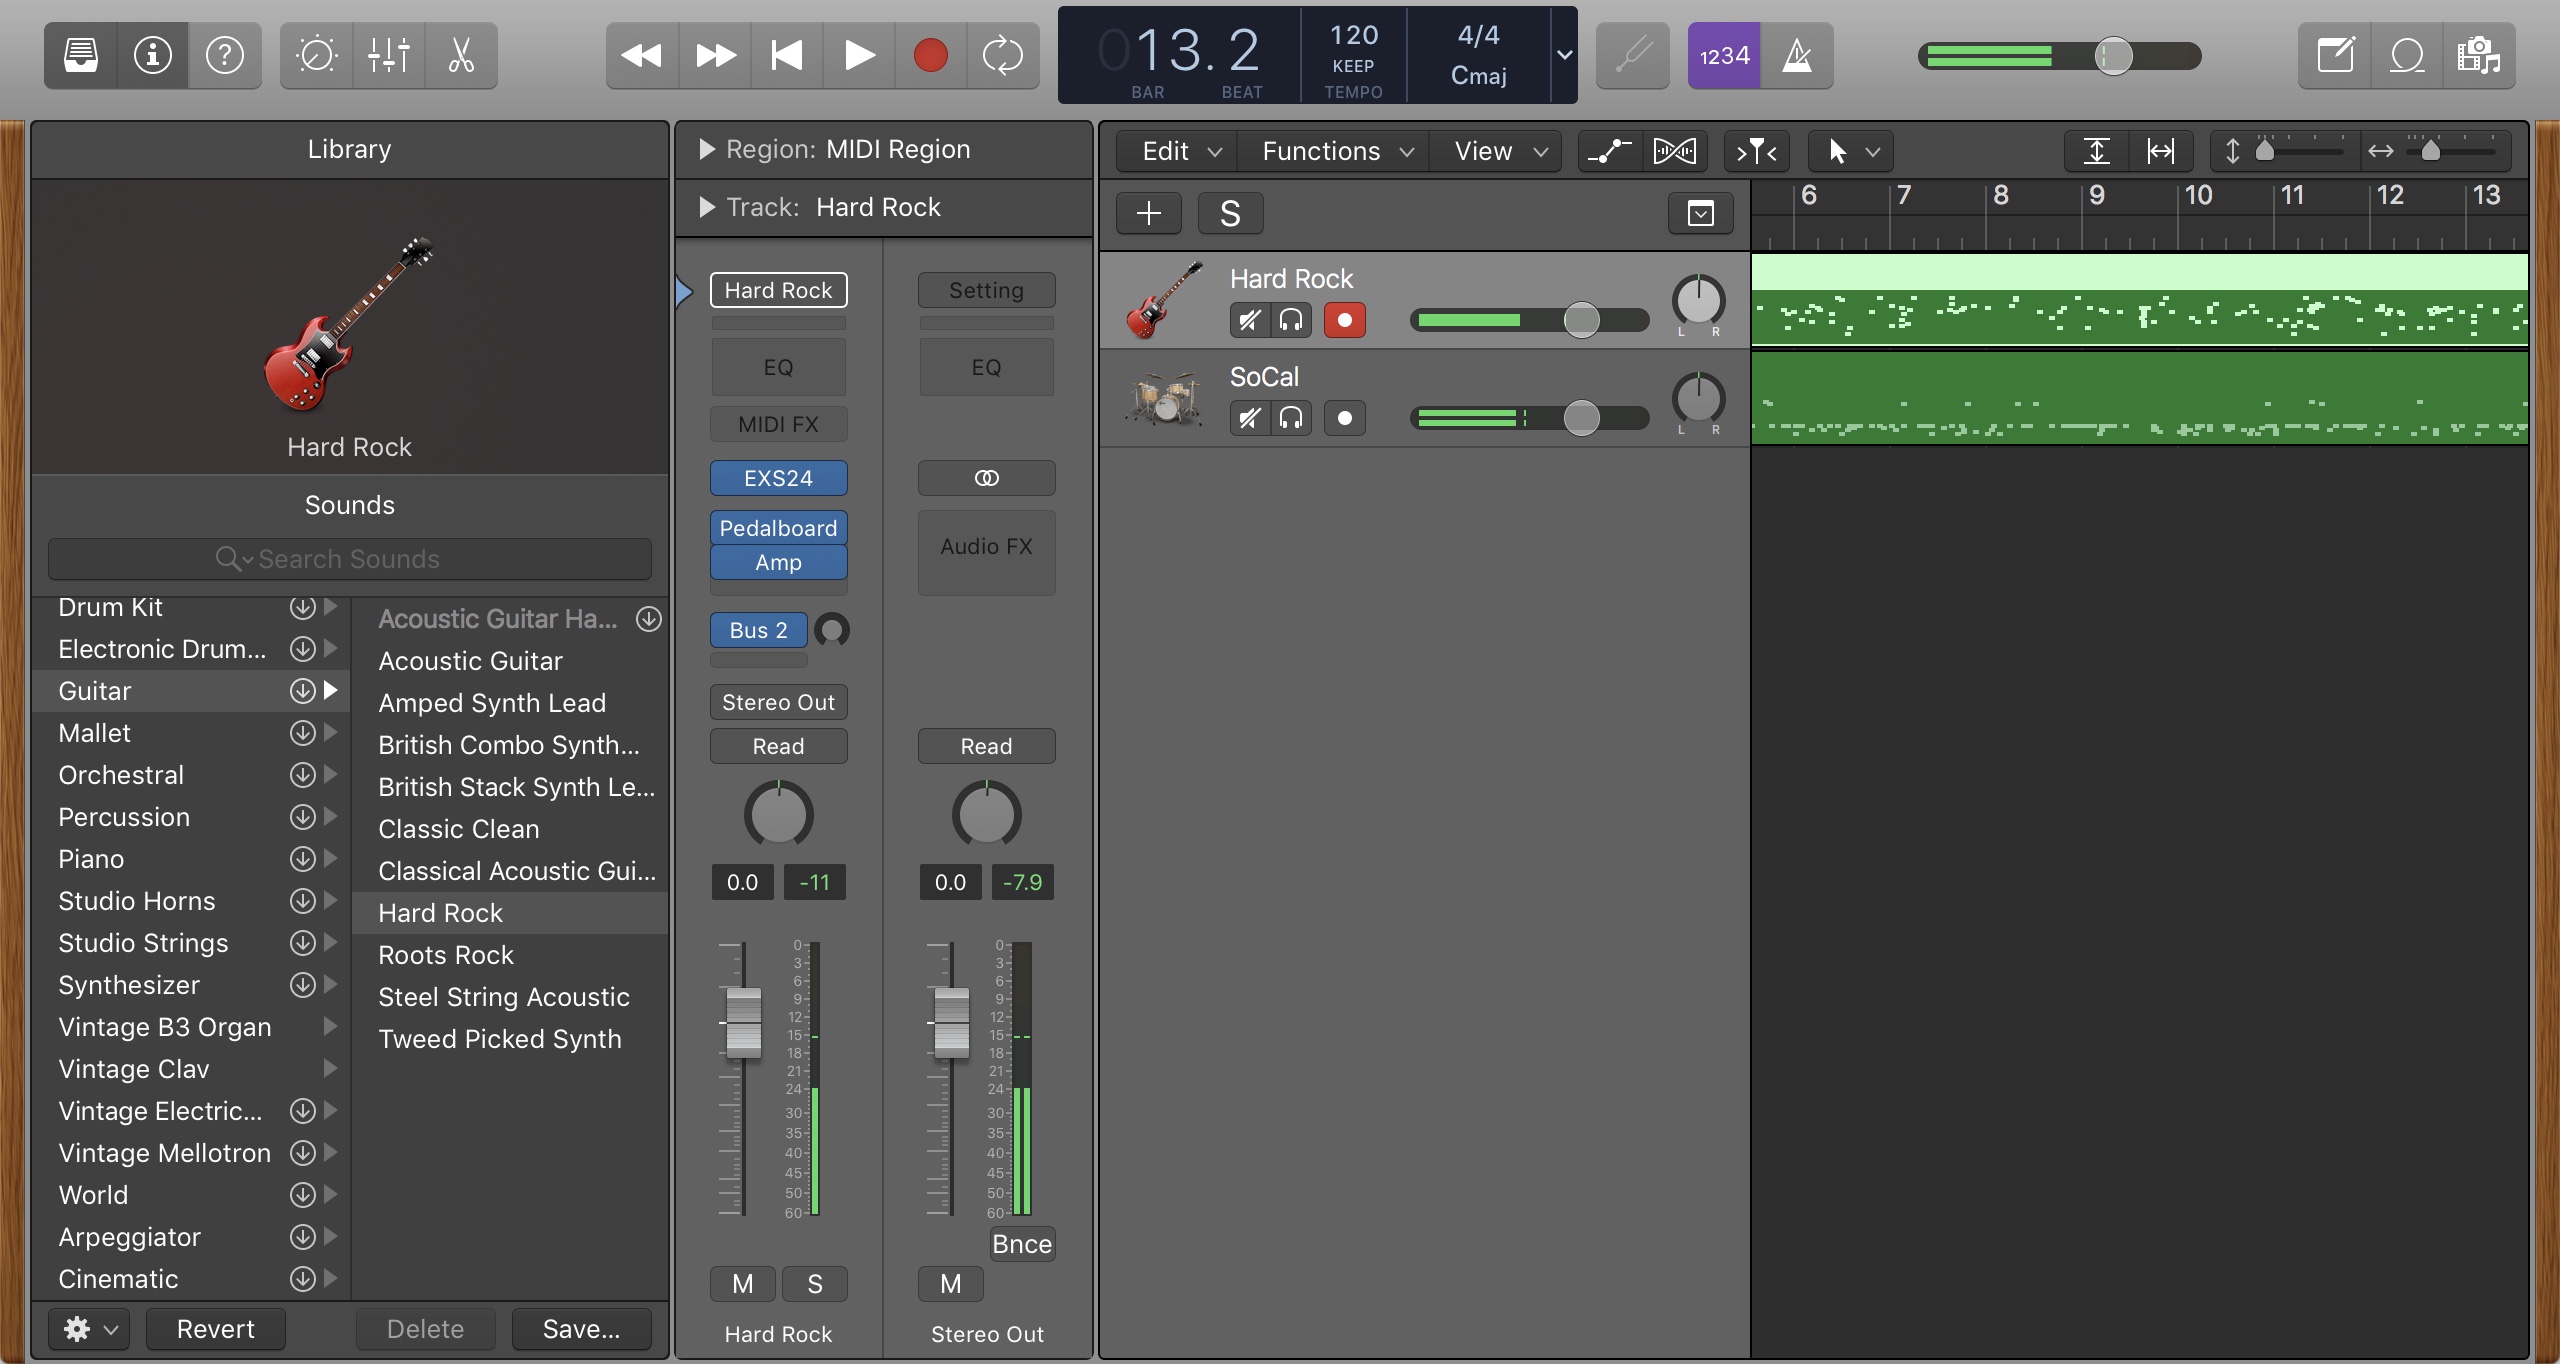 013. 2
BAR BEAT
120
KEEP
TEMPO
4/4
Cmaj
1234
Library
Hard Rock
Sounds
Search Sounds
Drum Kit
Electronic Drum...
Guitar
Mallet
Orchestral
Percussion
Piano
Studio Horns
Studio Strings
Synthesizer
Vintage B3 Organ
Vintage Clav
Vintage Electric...
Vintage Mellotron
World
Arpeggiator
Cinematic
Acoustic Guitar Ha...
Acoustic Guitar
Amped Synth Lead
British Combo Synth...
British Stack Synth Le...
Classic Clean
Classical Acoustic Gui...
Hard Rock
Roots Rock
Steel String Acoustic
Tweed Picked Synth
Revert Delete Save...
Region: MIDI Region
Track: Hard Rock
Hard Rock
EQ
MIDI FX
EXS24
Pedalboard
Amp
Bus 2
Stereo Out
Read
0.0 -11
0
3
6
9
12
15
18
21
24
30
35
40
45
50
60
M S
Hard Rock
Setting
EQ
Audio FX
Read
0.0 -7.9
0
3
6
9
12
15
18
21
24
30
35
40
45
50
60
Bnce
M
Stereo Out
Edit Functions View
S
6 7 8 9 10 11 12 13
Hard Rock
L R
SoCal
L R